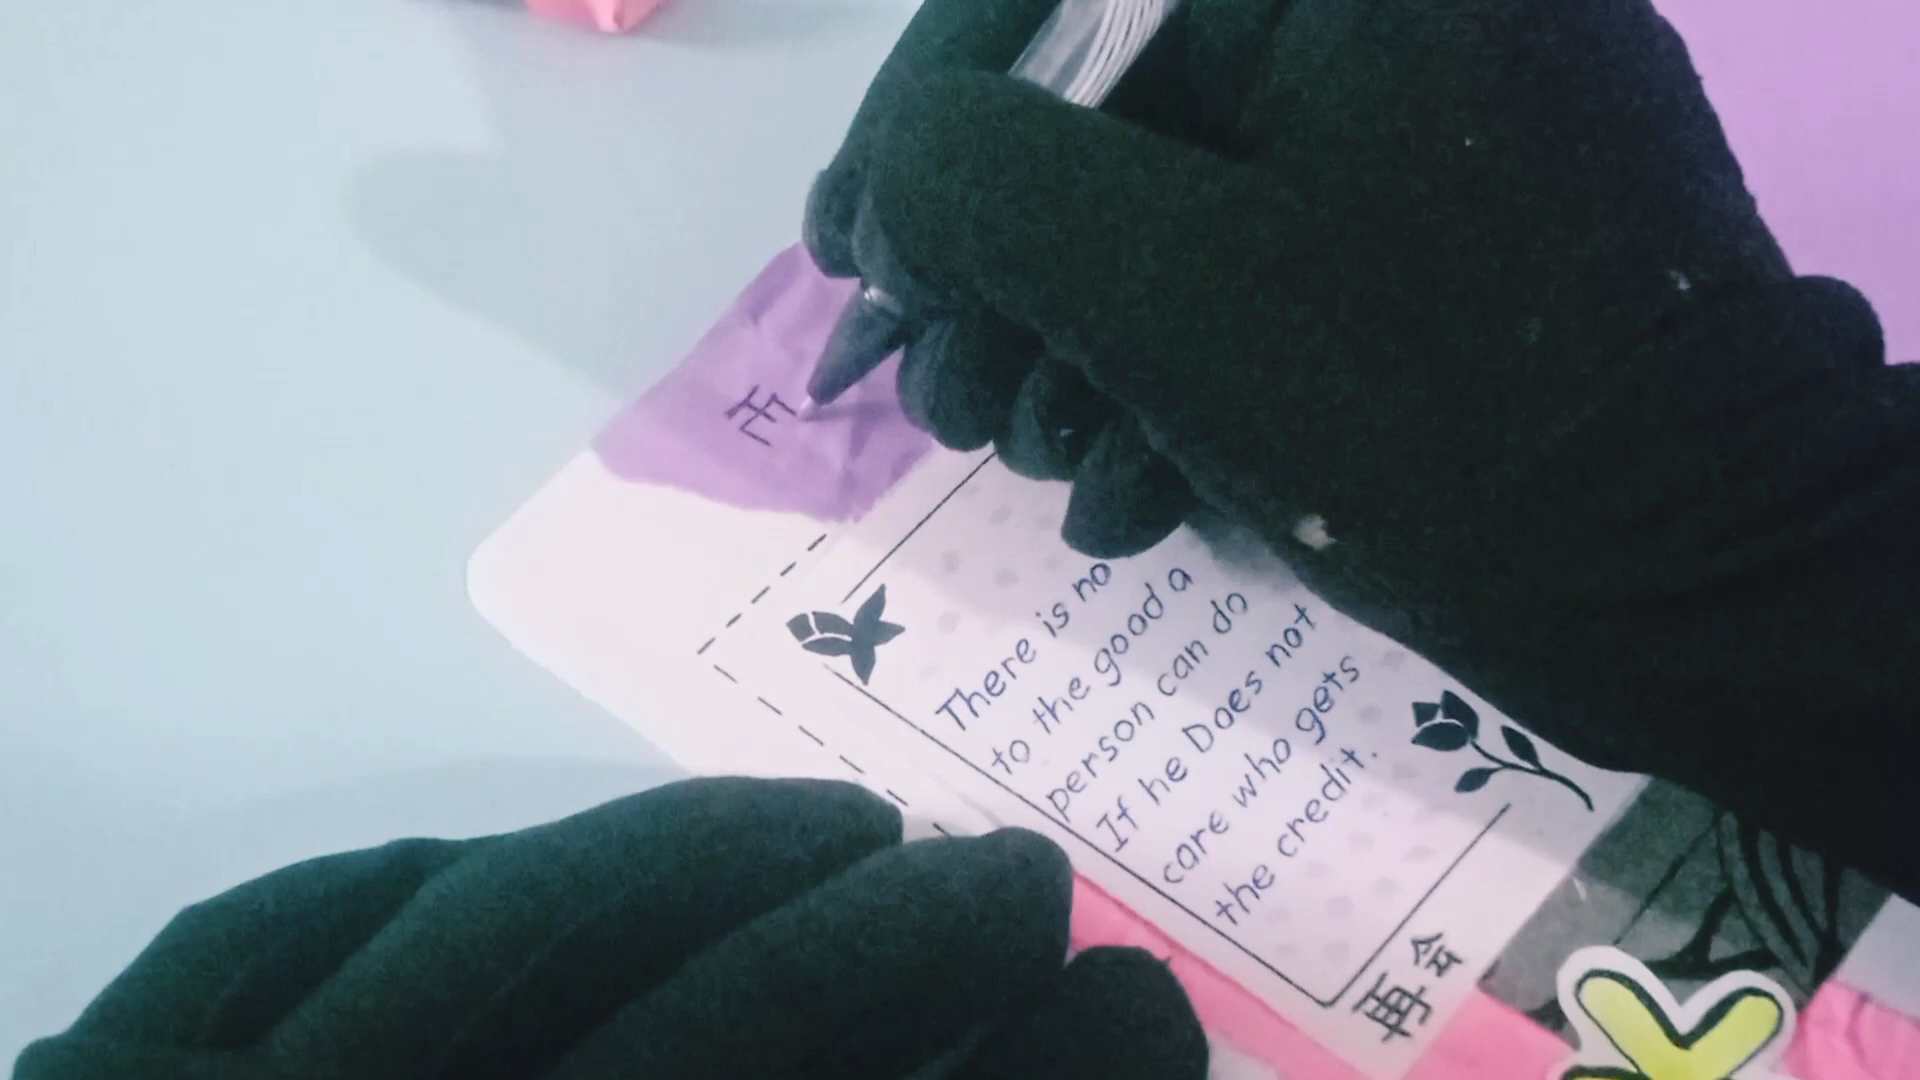 There is no
to the good a
person can do
If he Does not
care who gets
the credit.
再会